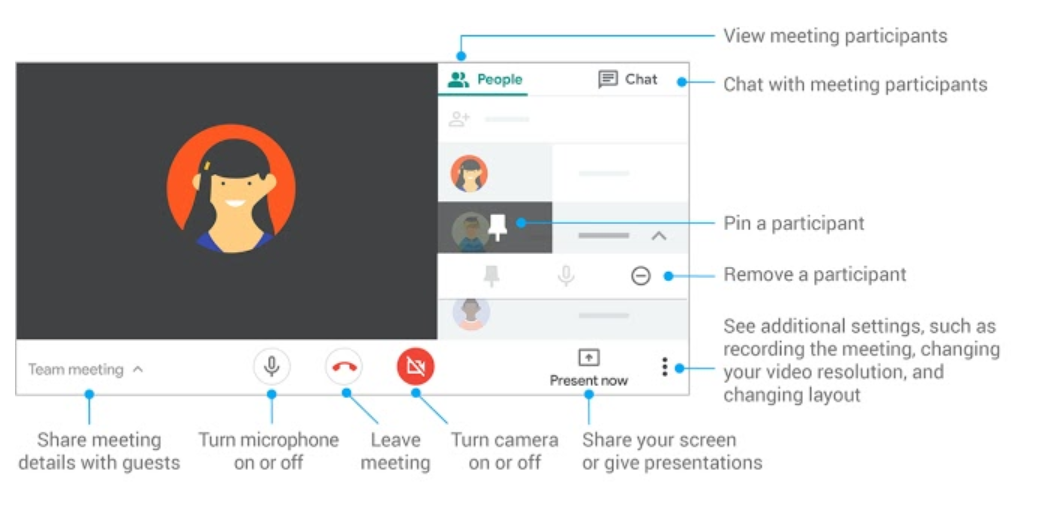 View meeting participants
People
Chat
Chat with meeting participants
Pin a participant
Remove a participant
See additional settings, such as
recording the meeting, changing
your video resolution, and
changing layout
Team meeting
Present now
Share meeting
details with guests
Turn microphone
on or off
Leave
meeting
Turn camera
on or off
Share your screen
or give presentations